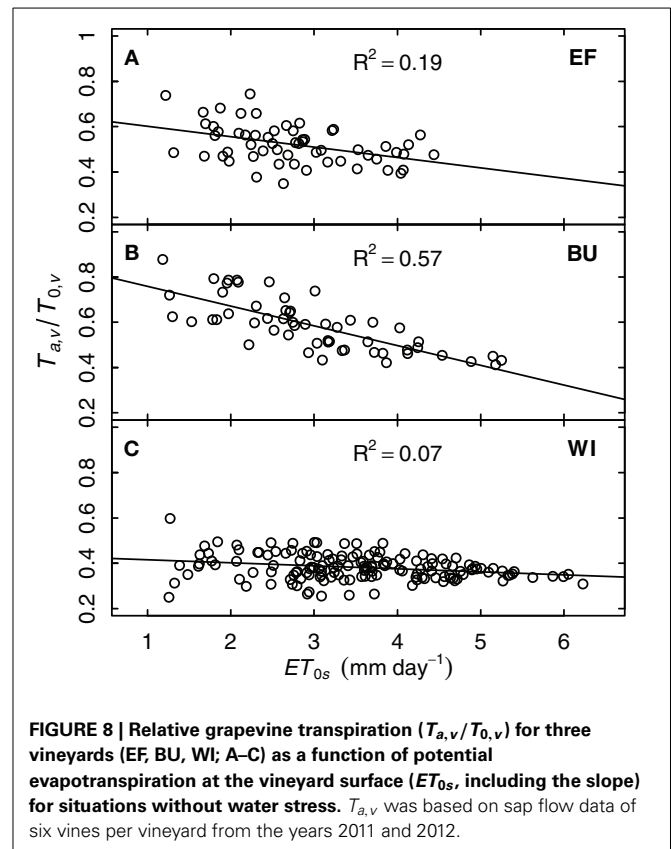 A R² = 0.19 EF
1
0.8
0.6
0.4
0.2
B R² = 0.57 BU
0.8
0.6
0.4
0.2
C R² = 0.07 WI
0.8
0.6
0.4
0.2
Ta,v/T0,v
1 2 3 4 5 6
ET0s (mm day⁻¹)
FIGURE 8 | Relative grapevine transpiration (Ta,v/T0,v) for three
vineyards (EF, BU, WI; A–C) as a function of potential
evapotranspiration at the vineyard surface (ET0s, including the slope)
for situations without water stress. Ta,v was based on sap flow data of
six vines per vineyard from the years 2011 and 2012.